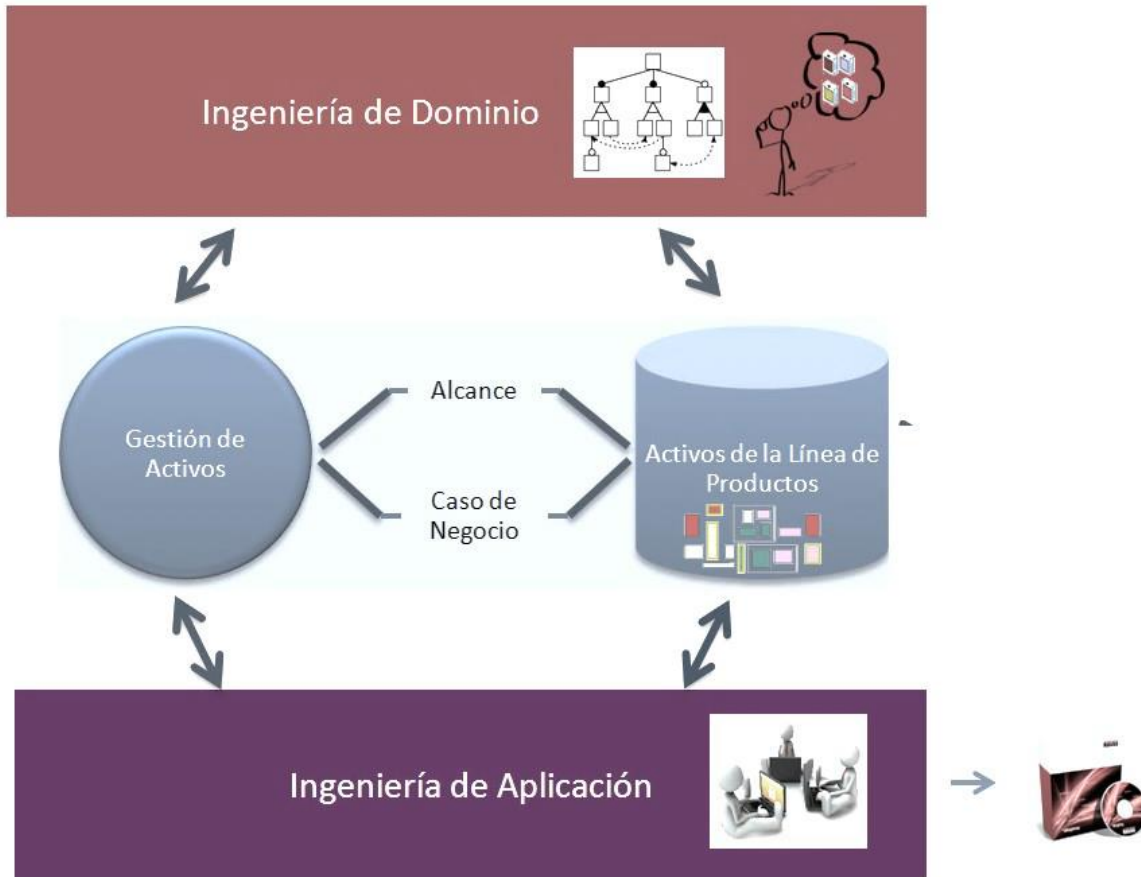 Ingeniería de Dominio
Alcance
Gestión de
Activos
Activos de la Línea de
Productos
Caso de
Negocio
Ingeniería de Aplicación